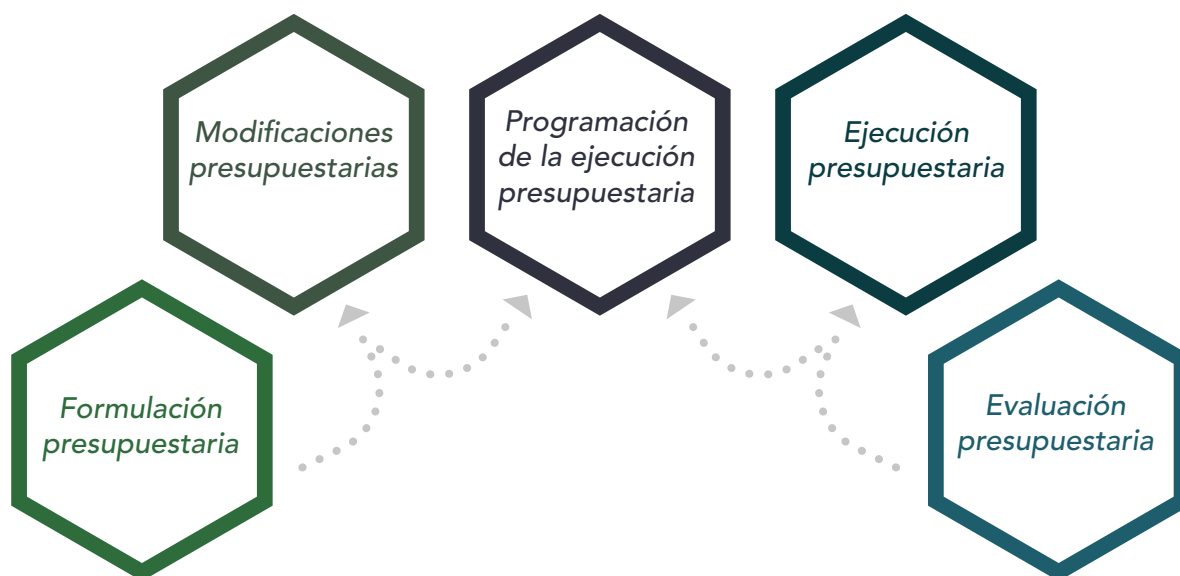 Modificaciones
presupuestarias
Programación
de la ejecución
presupuestaria
Ejecución
presupuestaria
Formulación
presupuestaria
Evaluación
presupuestaria